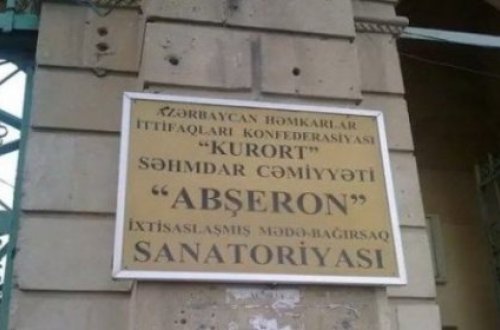 AZƏRBAYCAN HƏMKARLAR
İTTİFAQLARI KONFEDERASİYASI
“KURORT”
SƏHMDAR CƏMİYYƏTİ
“ABŞERON”
İXTİSASLAŞMIŞ MƏDƏ-BAĞIRSAQ
SANATORİYASI